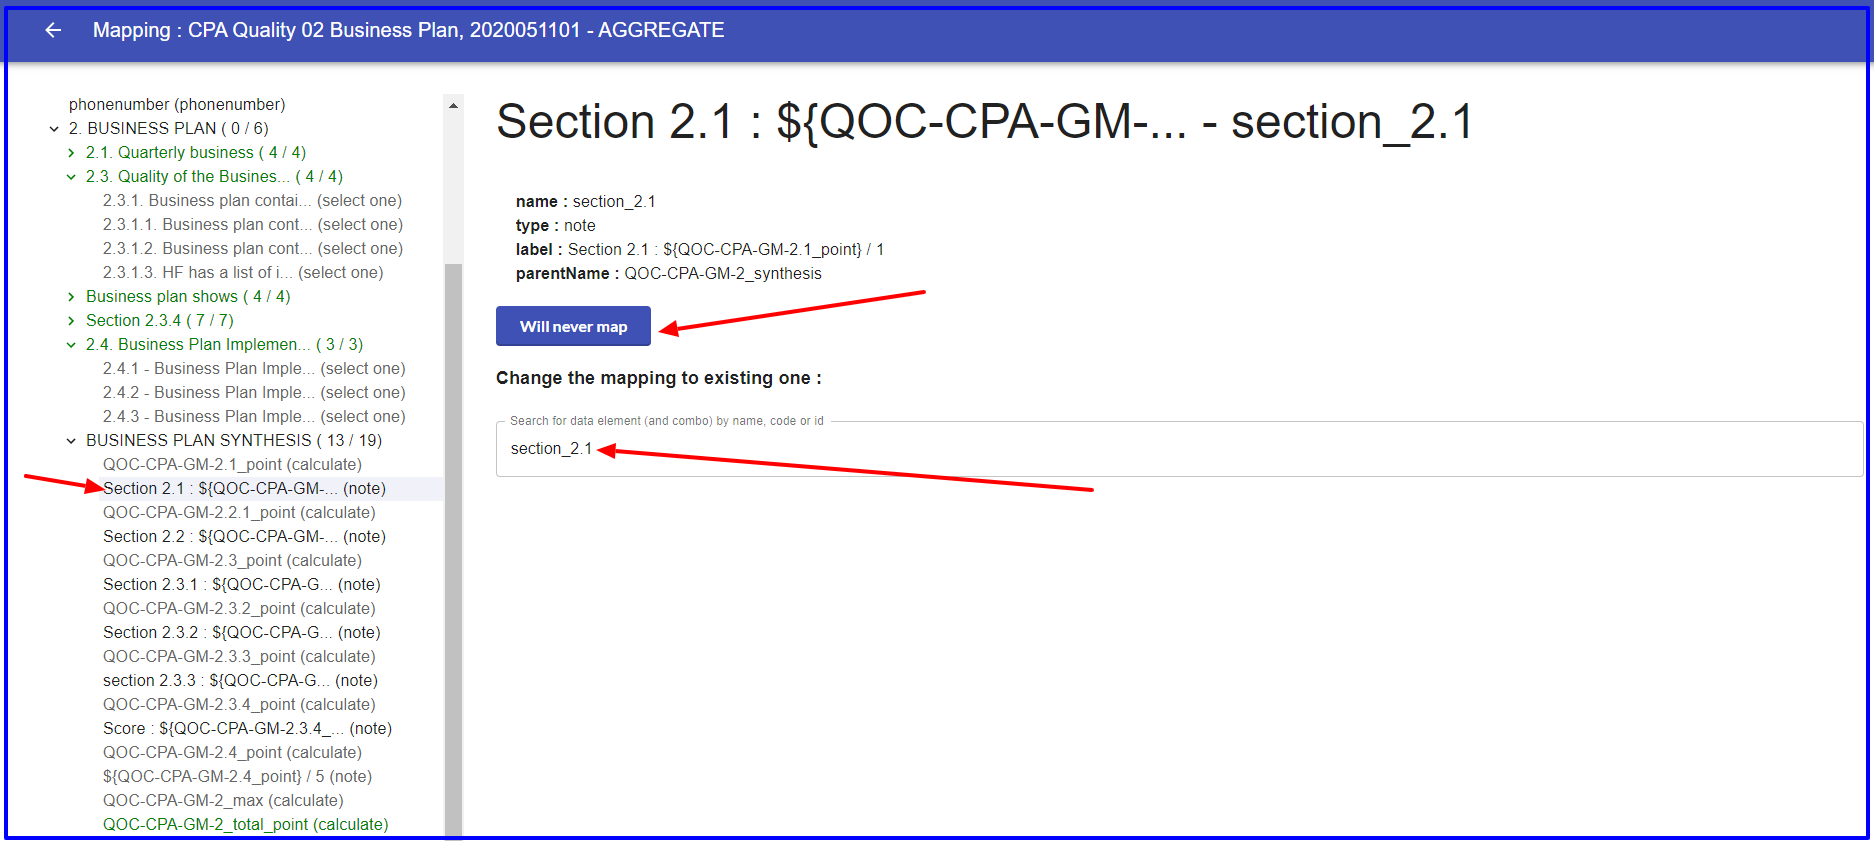 Mapping : CPA Quality 02 Business Plan, 2020051101 - AGGREGATE
phonenumber (phonenumber)
2. BUSINESS PLAN ( 0 / 6)
2.1. Quarterly business ( 4 / 4)
2.3. Quality of the Busines... ( 4 / 4)
2.3.1. Business plan contai... (select one)
2.3.1.1. Business plan cont... (select one)
2.3.1.2. Business plan cont... (select one)
2.3.1.3. HF has a list of i... (select one)
Business plan shows ( 4 / 4)
Section 2.3.4 ( 7 / 7)
2.4. Business Plan Implemen... ( 3 / 3)
2.4.1 - Business Plan Imple... (select one)
2.4.2 - Business Plan Imple... (select one)
2.4.3 - Business Plan Imple... (select one)
BUSINESS PLAN SYNTHESIS ( 13 / 19)
QOC-CPA-GM-2.1_point (calculate)
Section 2.1 : ${QOC-CPA-GM-... (note)
QOC-CPA-GM-2.2.1_point (calculate)
Section 2.2 : ${QOC-CPA-GM-... (note)
QOC-CPA-GM-2.3_point (calculate)
Section 2.3.1 : ${QOC-CPA-G... (note)
QOC-CPA-GM-2.3.2_point (calculate)
Section 2.3.2 : ${QOC-CPA-G... (note)
QOC-CPA-GM-2.3.3_point (calculate)
section 2.3.3 : ${QOC-CPA-G... (note)
QOC-CPA-GM-2.3.4_point (calculate)
Score : ${QOC-CPA-GM-2.3.4_... (note)
QOC-CPA-GM-2.4_point (calculate)
${QOC-CPA-GM-2.4_point} / 5 (note)
QOC-CPA-GM-2_max (calculate)
QOC-CPA-GM-2_total_point (calculate)
Section 2.1 : ${QOC-CPA-GM-... - section_2.1
name : section_2.1
type : note
label : Section 2.1 : ${QOC-CPA-GM-2.1_point} / 1
parentName : QOC-CPA-GM-2_synthesis
Will never map
Change the mapping to existing one :
Search for data element (and combo) by name, code or id
section_2.1